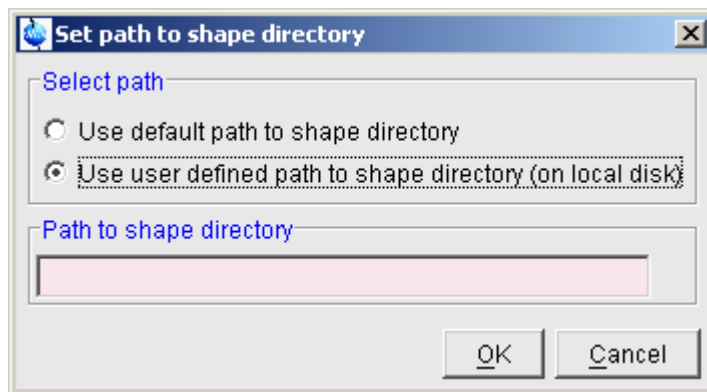 Set path to shape directory
Select path
Use default path to shape directory
Use user defined path to shape directory (on local disk)
Path to shape directory
OK
Cancel